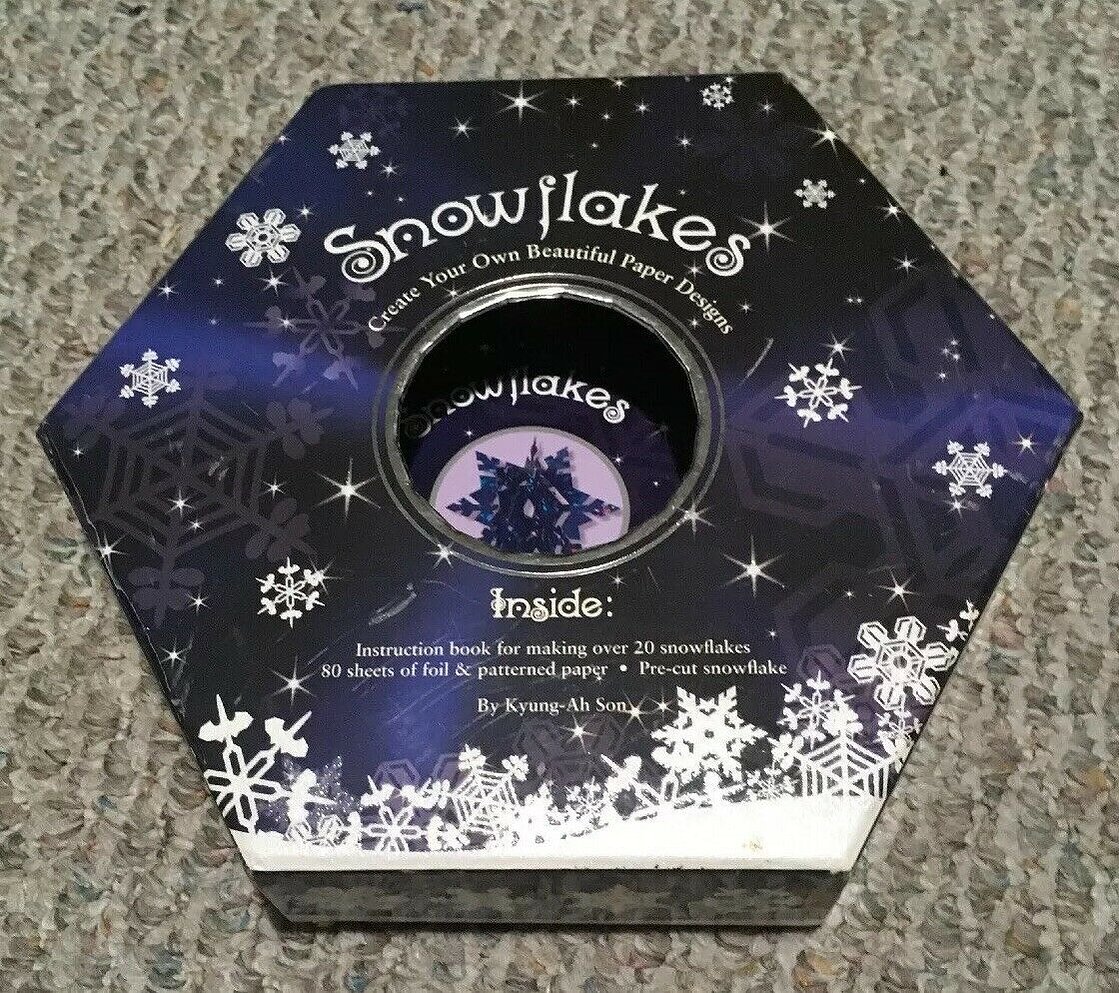 Snowflakes
Create Your Own Beautiful Paper Designs
Snowflakes
Inside:
Instruction book for making over 20 snowflakes
80 sheets of foil & patterned paper • Pre-cut snowflake
By Kyung-Ah Son